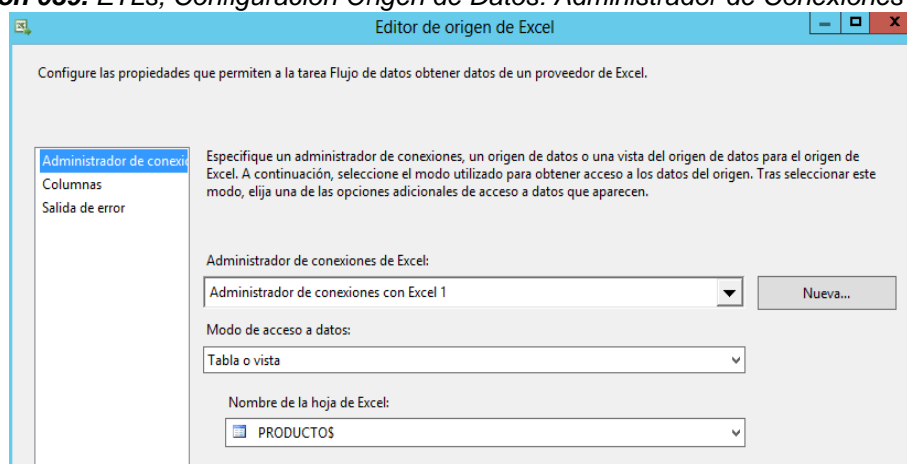 on 089. ETLs, Configuración Origen de Datos: Administrador de Conexiones
Editor de origen de Excel
Configure las propiedades que permiten a la tarea Flujo de datos obtener datos de un proveedor de Excel.
Administrador de conexió
Columnas
Salida de error
Especifique un administrador de conexiones, un origen de datos o una vista del origen de datos para el origen de
Excel. A continuación, seleccione el modo utilizado para obtener acceso a los datos del origen. Tras seleccionar este
modo, elija una de las opciones adicionales de acceso a datos que aparecen.
Administrador de conexiones de Excel:
Administrador de conexiones con Excel 1
Nueva...
Modo de acceso a datos:
Tabla o vista
Nombre de la hoja de Excel:
PRODUCTO$